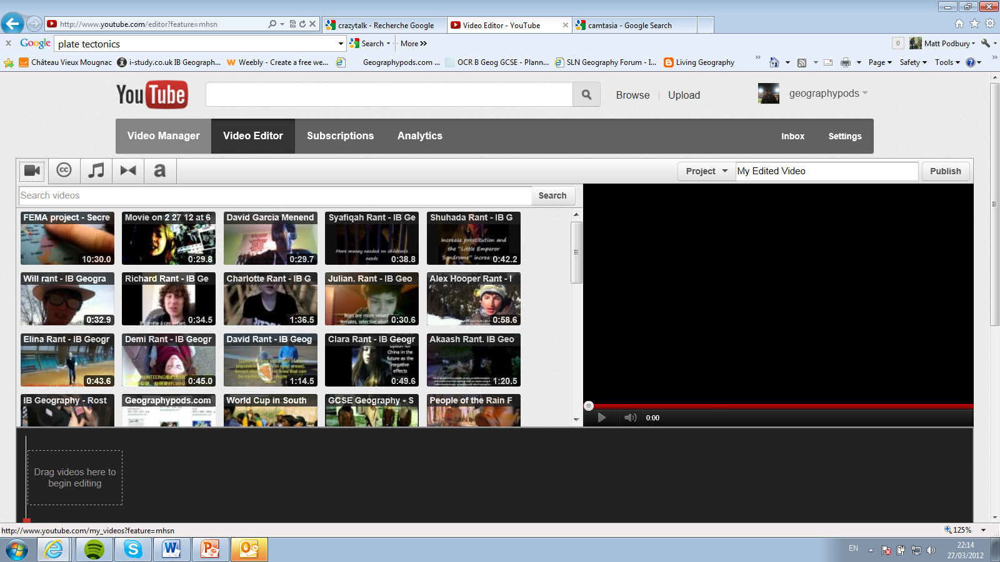 http://www.youtube.com/editor?feature=mhsn
crazytalk - Recherche Google
Video Editor - YouTube
camtasia - Google Search
Google
plate tectonics
Search
More
0
Matt Podbury
Château Vieux Mougnac
i-study.co.uk IB Geograph...
Weebly - Create a free we...
Geographypods.com ...
OCR B Geog GCSE - Plann...
SLN Geography Forum - I...
Living Geography
Page
Safety
Tools
YouTube
Browse
Upload
geographypods
Video Manager
Video Editor
Subscriptions
Analytics
Inbox
Settings
Project
My Edited Video
Publish
Search videos
Search
FEMA project - Secre
10:30.0
Movie on 2 27 12 at 6
0:29.8
David Garcia Menend
0:29.7
Syafiqah Rant - IB Ge
More money needed on children's
needs
0:38.8
Shuhada Rant - IB G
Increase prostitution and
the "Little Emperor
Syndrome" increa
0:42.2
Will rant - IB Geogra
0:32.9
Richard Rant - IB Ge
0:34.5
Charlotte Rant - IB G
1:36.5
Julian. Rant - IB Geo
Boys are more valued
females, selective abor
0:30.6
Alex Hooper Rant - I
0:58.6
Elina Rant - IB Geogr
0:43.6
Demi Rant - IB Geogr
0:45.0
David Rant - IB Geog
1:14.5
Clara Rant - IB Geogr
option for
China in the
future as the
negative
effects
0:49.6
Akaash Rant. IB Geo
1:20.5
IB Geography - Rost
Geographypods.com
World Cup in South
GCSE Geography - S
People of the Rain F
0:00
Drag videos here to
begin editing
http://www.youtube.com/my_videos?feature=mhsn
125%
EN
22:14
27/03/2012